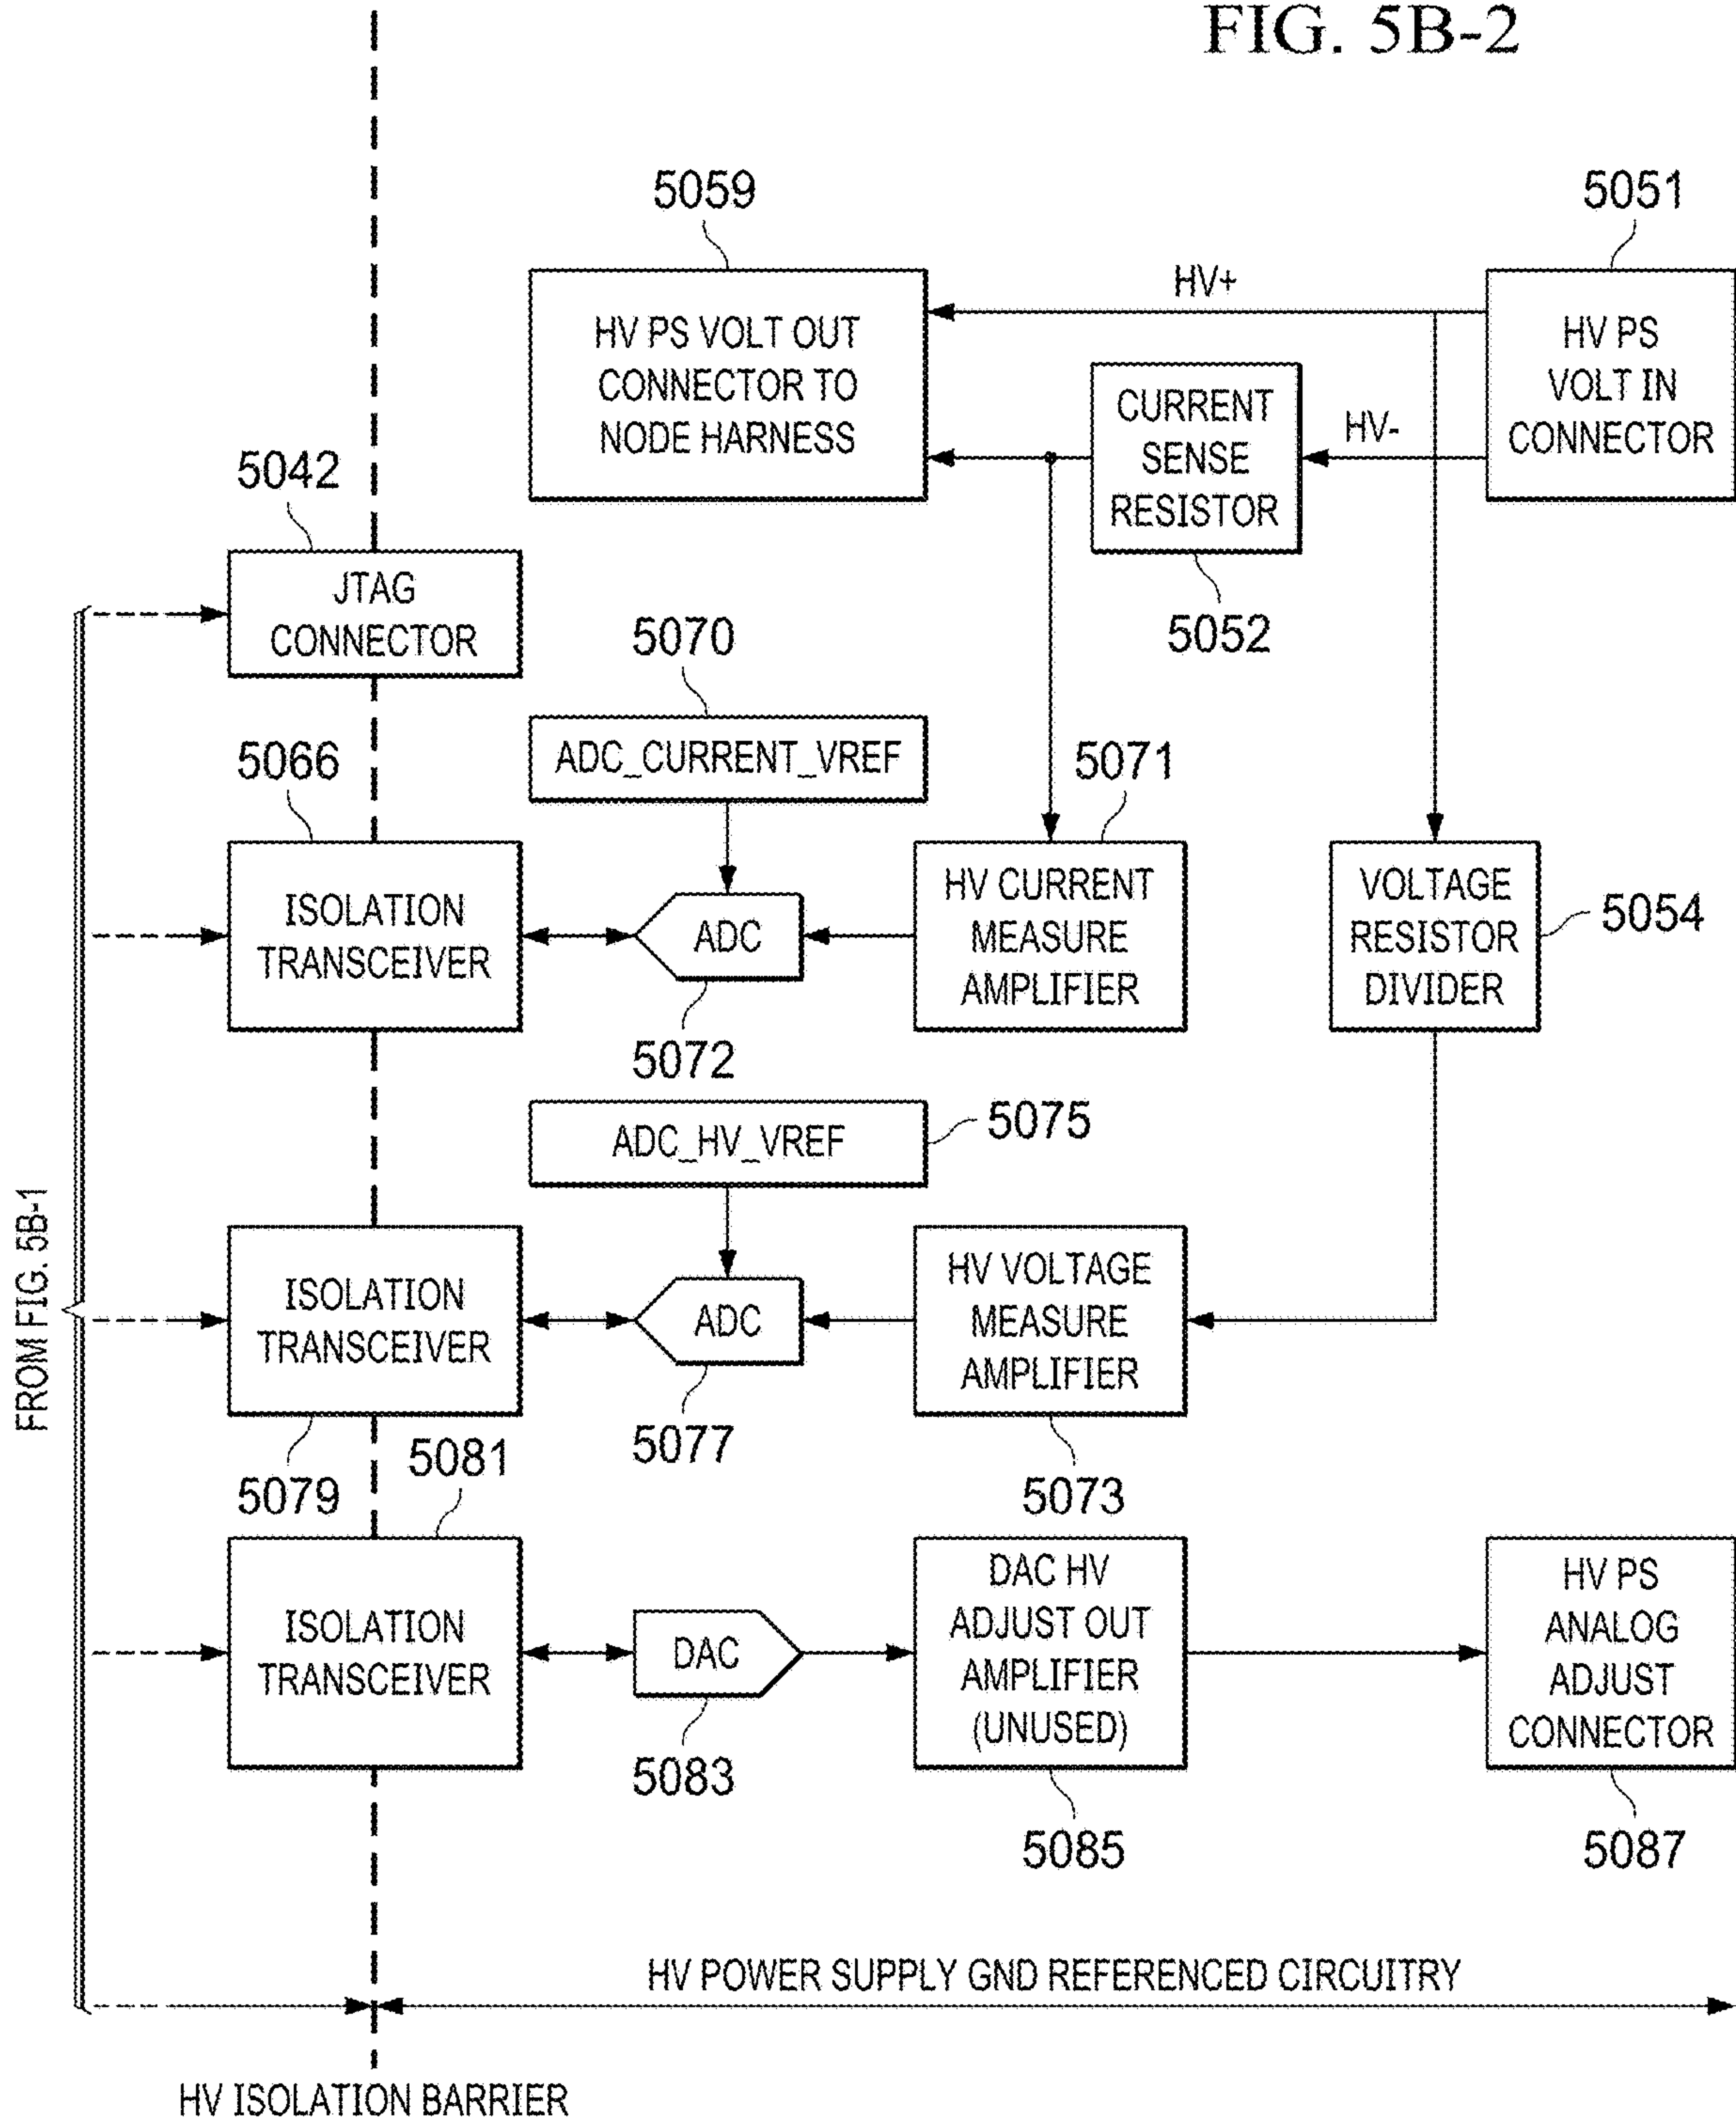 FIG. 5B-2
5059
5051
HV+
HV PS VOLT OUT
CONNECTOR TO
NODE HARNESS
HV PS
VOLT IN
CONNECTOR
CURRENT
SENSE
RESISTOR
HV-
5042
5052
JTAG
CONNECTOR
5070
ADC_CURRENT_VREF
5066
5071
ISOLATION
TRANSCEIVER
ADC
HV CURRENT
MEASURE
AMPLIFIER
VOLTAGE
RESISTOR
DIVIDER
5054
5072
ADC_HV_VREF
5075
FROM FIG. 5B-1
ISOLATION
TRANSCEIVER
ADC
HV VOLTAGE
MEASURE
AMPLIFIER
5077
5079
5081
5073
ISOLATION
TRANSCEIVER
DAC
DAC HV
ADJUST OUT
AMPLIFIER
(UNUSED)
HV PS
ANALOG
ADJUST
CONNECTOR
5083
5085
5087
HV POWER SUPPLY GND REFERENCED CIRCUITRY
HV ISOLATION BARRIER